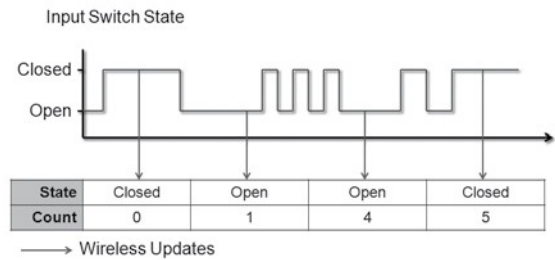 Input Switch State
Closed
Open
State Closed Open Open Closed
Count 0 1 4 5
Wireless Updates